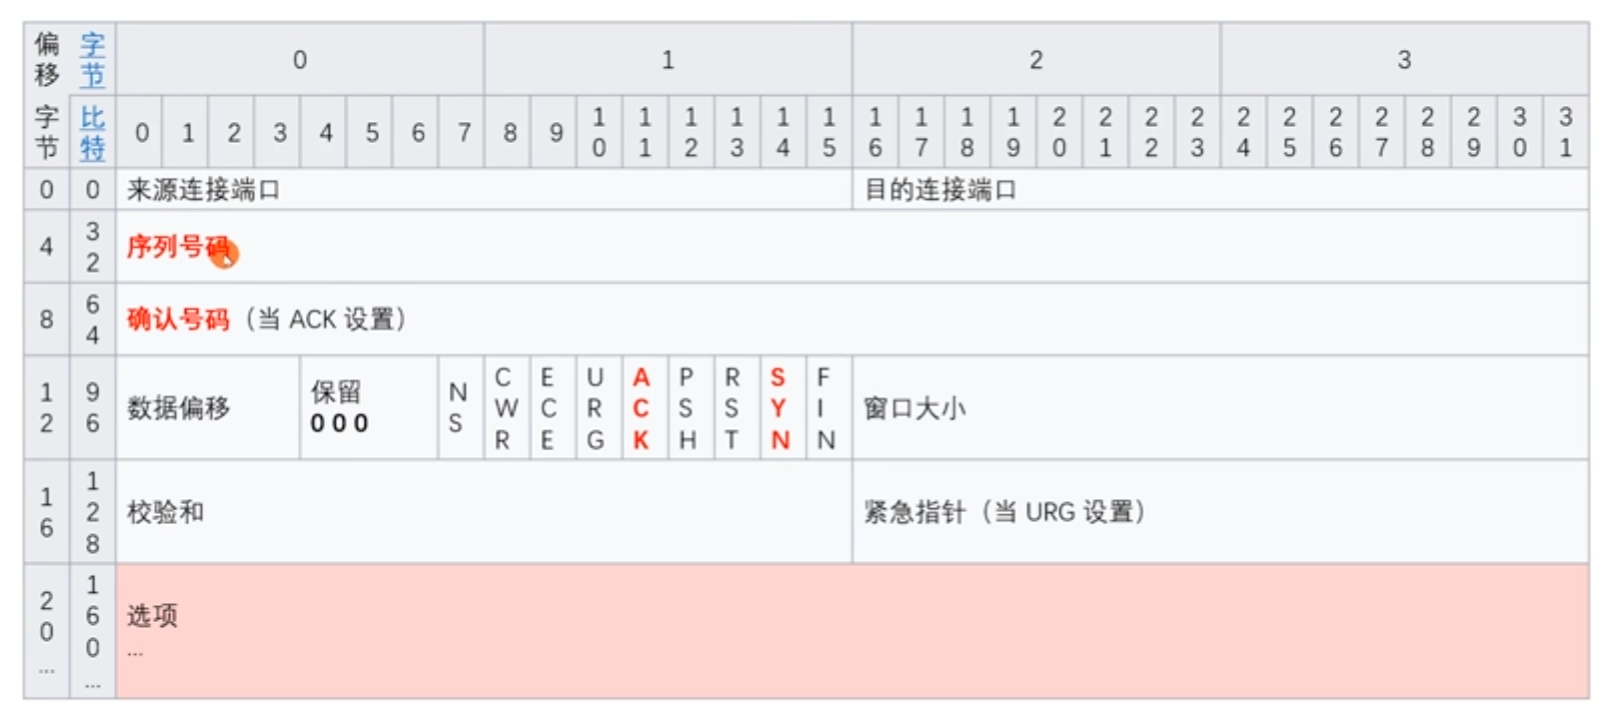 偏移 字节 0 1 2 3
字节 比特 0 1 2 3 4 5 6 7 8 9 10 11 12 13 14 15 16 17 18 19 20 21 22 23 24 25 26 27 28 29 30 31
0 0 来源连接端口 目的连接端口
4 32 序列号码
8 64 确认号码（当 ACK 设置）
12 96 数据偏移 保留 NS CWR ECE URG ACK PSH RST SYN FIN 窗口大小
0 0 0
16 128 校验和 紧急指针（当 URG 设置）
20 160 选项
... ... ...